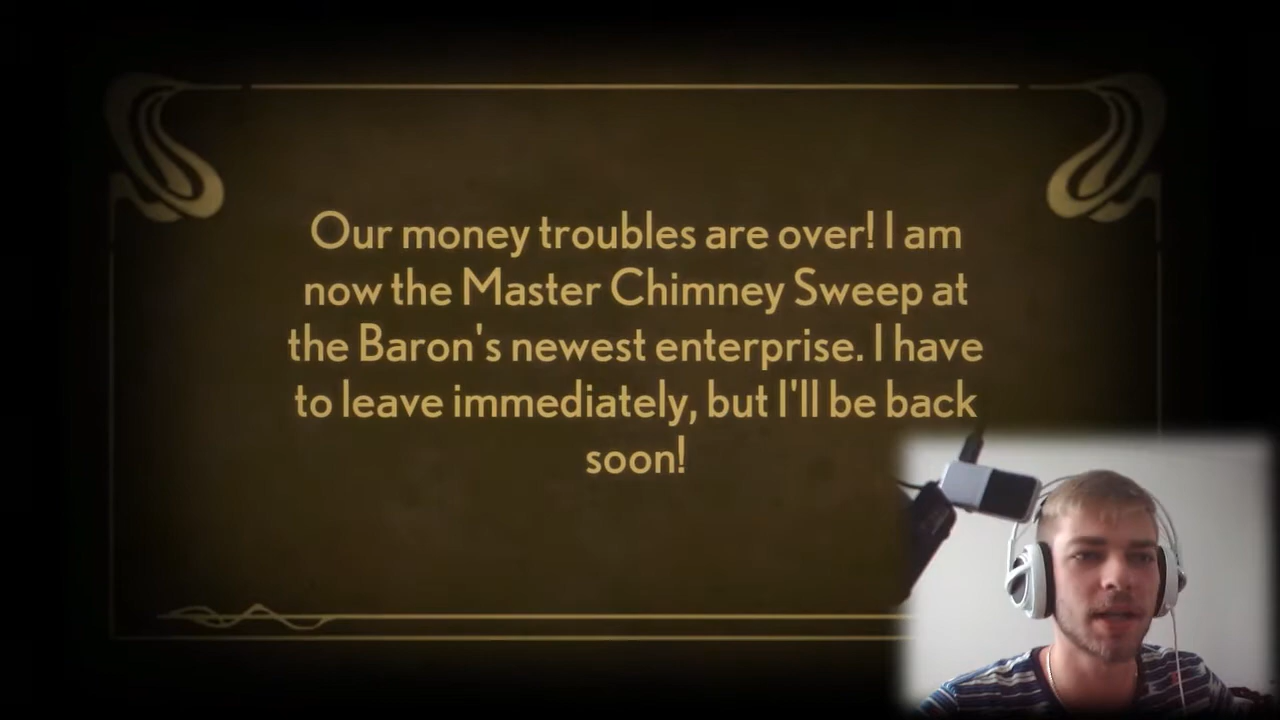 Our money troubles are over! I am
now the Master Chimney Sweep at
the Baron's newest enterprise. I have
to leave immediately, but I'll be back
soon!